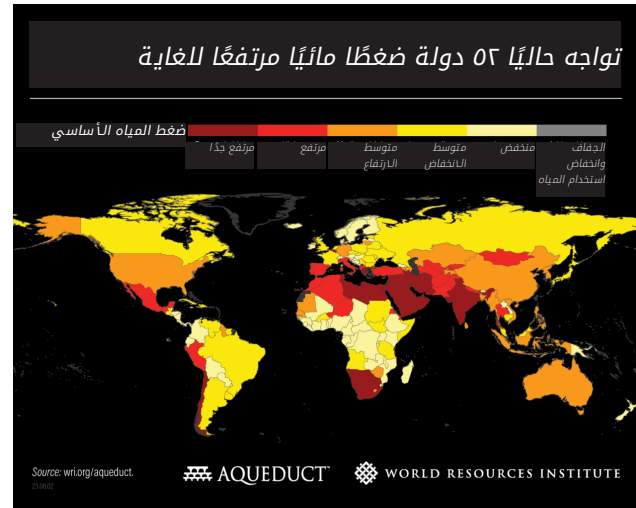 تواجه حاليًا ٥٢ دولة ضغطًا مائيًا مرتفعًا للغاية
ضغط المياه الأساسي
مرتفع جدًا
مرتفع
متوسط
الارتفاع
متوسط
الانخفاض
منخفض
الجفاف
وانخفاض
استخدام المياه
Source: wri.org/aqueduct.
23.08.02
AQUEDUCT™
WORLD RESOURCES INSTITUTE